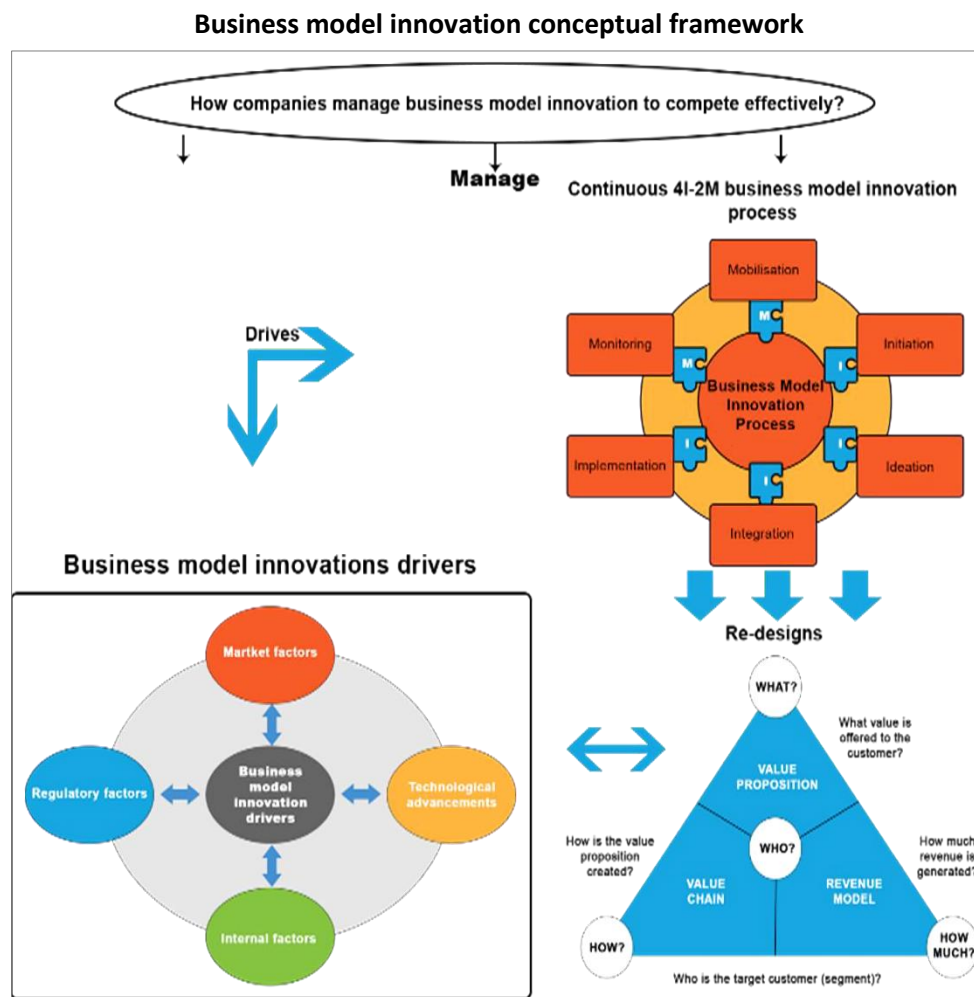 Business model innovation conceptual framework
How companies manage business model innovation to compete effectively?
Manage
Continuous 4I-2M business model innovation
process
Mobilisation
M
Monitoring
M
Initiation
I
Business Model
Innovation
Process
Implementation
I
I
Ideation
I
Integration
Drives
Business model innovations drivers
Martket factors
Regulatory factors
Business
model
innovation
drivers
Technological
advancements
Internal factors
Re-designs
WHAT?
What value is
offered to the
customer?
VALUE
PROPOSITION
How is the value
proposition
created?
WHO?
How much
revenue is
generated?
VALUE
CHAIN
REVENUE
MODEL
HOW?
HOW
MUCH?
Who is the target customer (segment)?